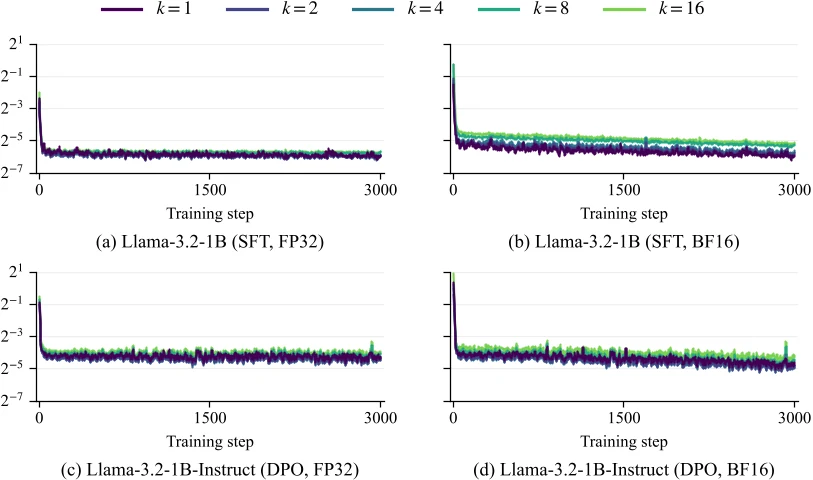 k = 1 k = 2 k = 4 k = 8 k = 16
2^1
2^−1
2^−3
2^−5
2^−7
0 1500 3000
Training step
(a) Llama-3.2-1B (SFT, FP32)
0 1500 3000
Training step
(b) Llama-3.2-1B (SFT, BF16)
2^1
2^−1
2^−3
2^−5
2^−7
0 1500 3000
Training step
(c) Llama-3.2-1B-Instruct (DPO, FP32)
0 1500 3000
Training step
(d) Llama-3.2-1B-Instruct (DPO, BF16)